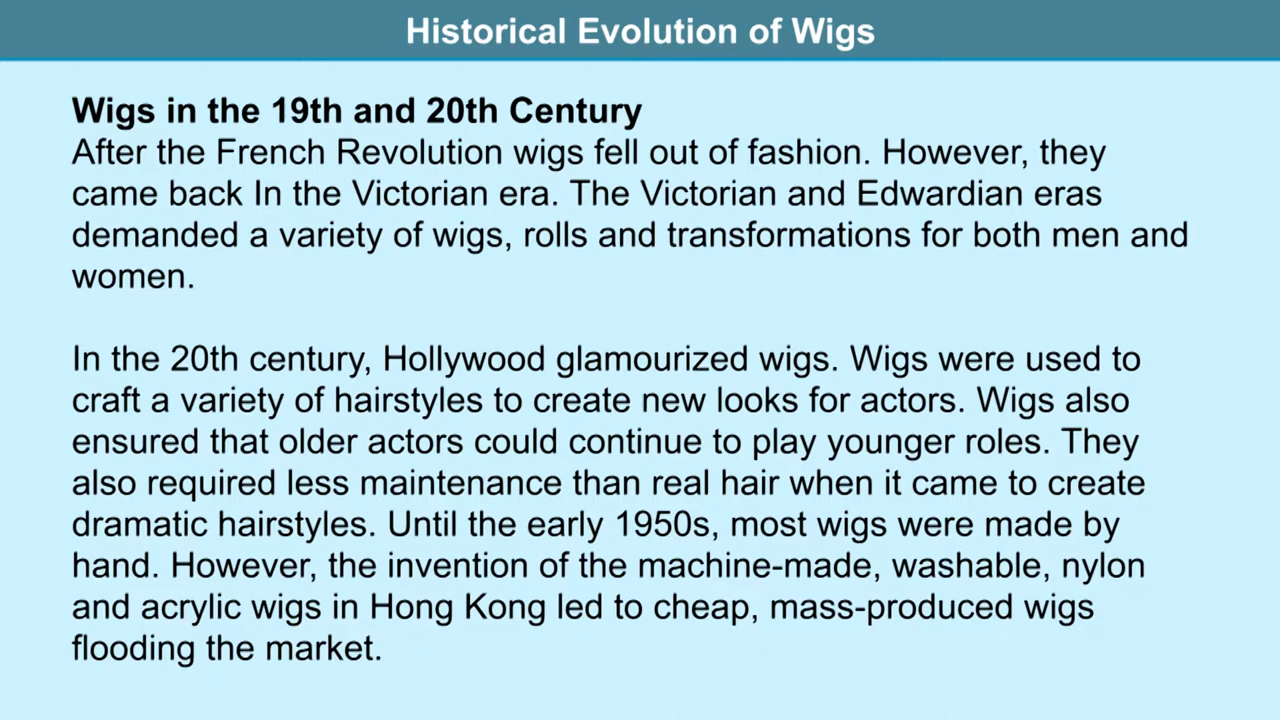 Historical Evolution of Wigs
Wigs in the 19th and 20th Century
After the French Revolution wigs fell out of fashion. However, they
came back In the Victorian era. The Victorian and Edwardian eras
demanded a variety of wigs, rolls and transformations for both men and
women.
In the 20th century, Hollywood glamourized wigs. Wigs were used to
craft a variety of hairstyles to create new looks for actors. Wigs also
ensured that older actors could continue to play younger roles. They
also required less maintenance than real hair when it came to create
dramatic hairstyles. Until the early 1950s, most wigs were made by
hand. However, the invention of the machine-made, washable, nylon
and acrylic wigs in Hong Kong led to cheap, mass-produced wigs
flooding the market.